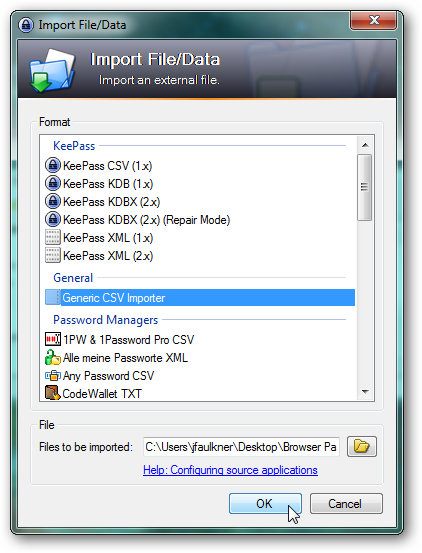 Import File/Data
Import File/Data
Import an external file.
Format
KeePass
KeePass CSV (1.x)
KeePass KDB (1.x)
KeePass KDBX (2.x)
KeePass KDBX (2.x) (Repair Mode)
KeePass XML (1.x)
KeePass XML (2.x)
General
Generic CSV Importer
Password Managers
1PW & 1Password Pro CSV
Alle meine Passworte XML
Any Password CSV
CodeWallet TXT
File
Files to be imported: C:\Users\jfaulkner\Desktop\Browser Pa
Help: Configuring source applications
OK Cancel